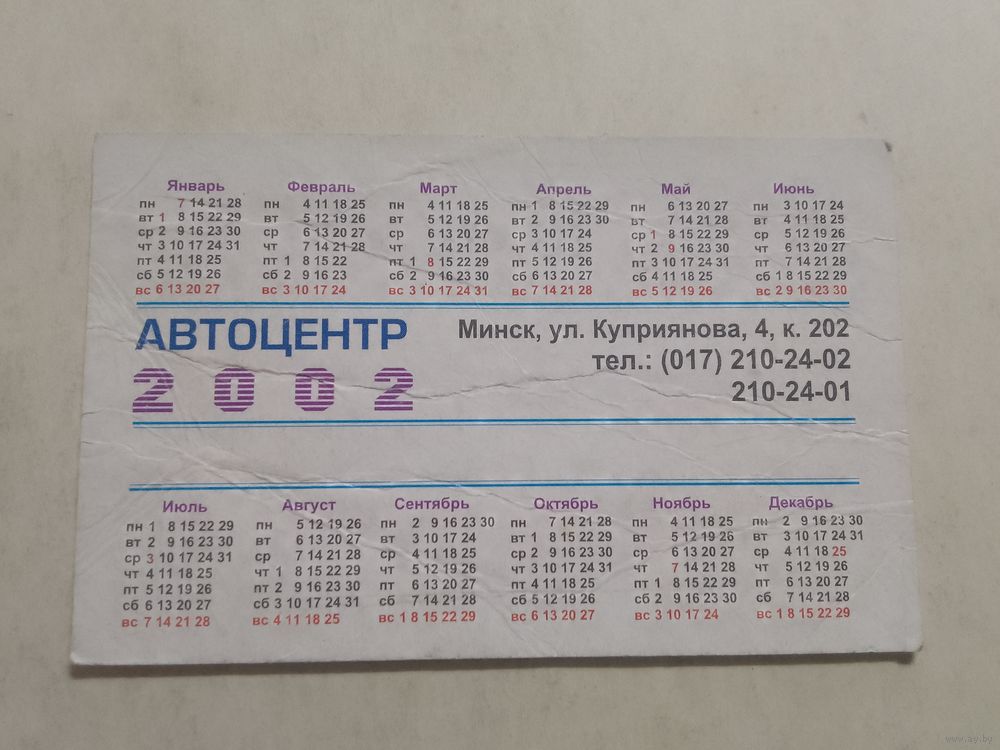 Январь Февраль Март Апрель Май Июнь
пн 7 14 21 28 пн 4 11 18 25 пн 4 11 18 25 пн 1 8 15 22 29 пн 6 13 20 27 пн 3 10 17 24
вт 1 8 15 22 29 вт 5 12 19 26 вт 5 12 19 26 вт 2 9 16 23 30 вт 7 14 21 28 вт 4 11 18 25
ср 2 9 16 23 30 ср 6 13 20 27 ср 6 13 20 27 ср 3 10 17 24 ср 1 8 15 22 29 ср 5 12 19 26
чт 3 10 17 24 31 чт 7 14 21 28 чт 7 14 21 28 чт 4 11 18 25 чт 2 9 16 23 30 чт 6 13 20 27
пт 4 11 18 25 пт 1 8 15 22 пт 1 8 15 22 29 пт 5 12 19 26 пт 3 10 17 24 31 пт 7 14 21 28
сб 5 12 19 26 сб 2 9 16 23 сб 2 9 16 23 30 сб 6 13 20 27 сб 4 11 18 25 сб 1 8 15 22 29
вс 6 13 20 27 вс 3 10 17 24 вс 3 10 17 24 31 вс 7 14 21 28 вс 5 12 19 26 вс 2 9 16 23 30
АВТОЦЕНТР
2002
Минск, ул. Куприянова, 4, к. 202
тел.: (017) 210-24-02
210-24-01
Июль Август Сентябрь Октябрь Ноябрь Декабрь
пн 1 8 15 22 29 пн 5 12 19 26 пн 2 9 16 23 30 пн 7 14 21 28 пн 4 11 18 25 пн 2 9 16 23 30
вт 2 9 16 23 30 вт 6 13 20 27 вт 3 10 17 24 вт 1 8 15 22 29 вт 5 12 19 26 вт 3 10 17 24 31
ср 3 10 17 24 31 ср 7 14 21 28 ср 4 11 18 25 ср 2 9 16 23 30 ср 6 13 20 27 ср 4 11 18 25
чт 4 11 18 25 чт 1 8 15 22 29 чт 5 12 19 26 чт 3 10 17 24 31 чт 7 14 21 28 чт 5 12 19 26
пт 5 12 19 26 пт 2 9 16 23 30 пт 6 13 20 27 пт 4 11 18 25 пт 1 8 15 22 29 пт 6 13 20 27
сб 6 13 20 27 сб 3 10 17 24 31 сб 7 14 21 28 сб 5 12 19 26 сб 2 9 16 23 30 сб 7 14 21 28
вс 7 14 21 28 вс 4 11 18 25 вс 1 8 15 22 29 вс 6 13 20 27 вс 3 10 17 24 вс 1 8 15 22 29
www.ay.by